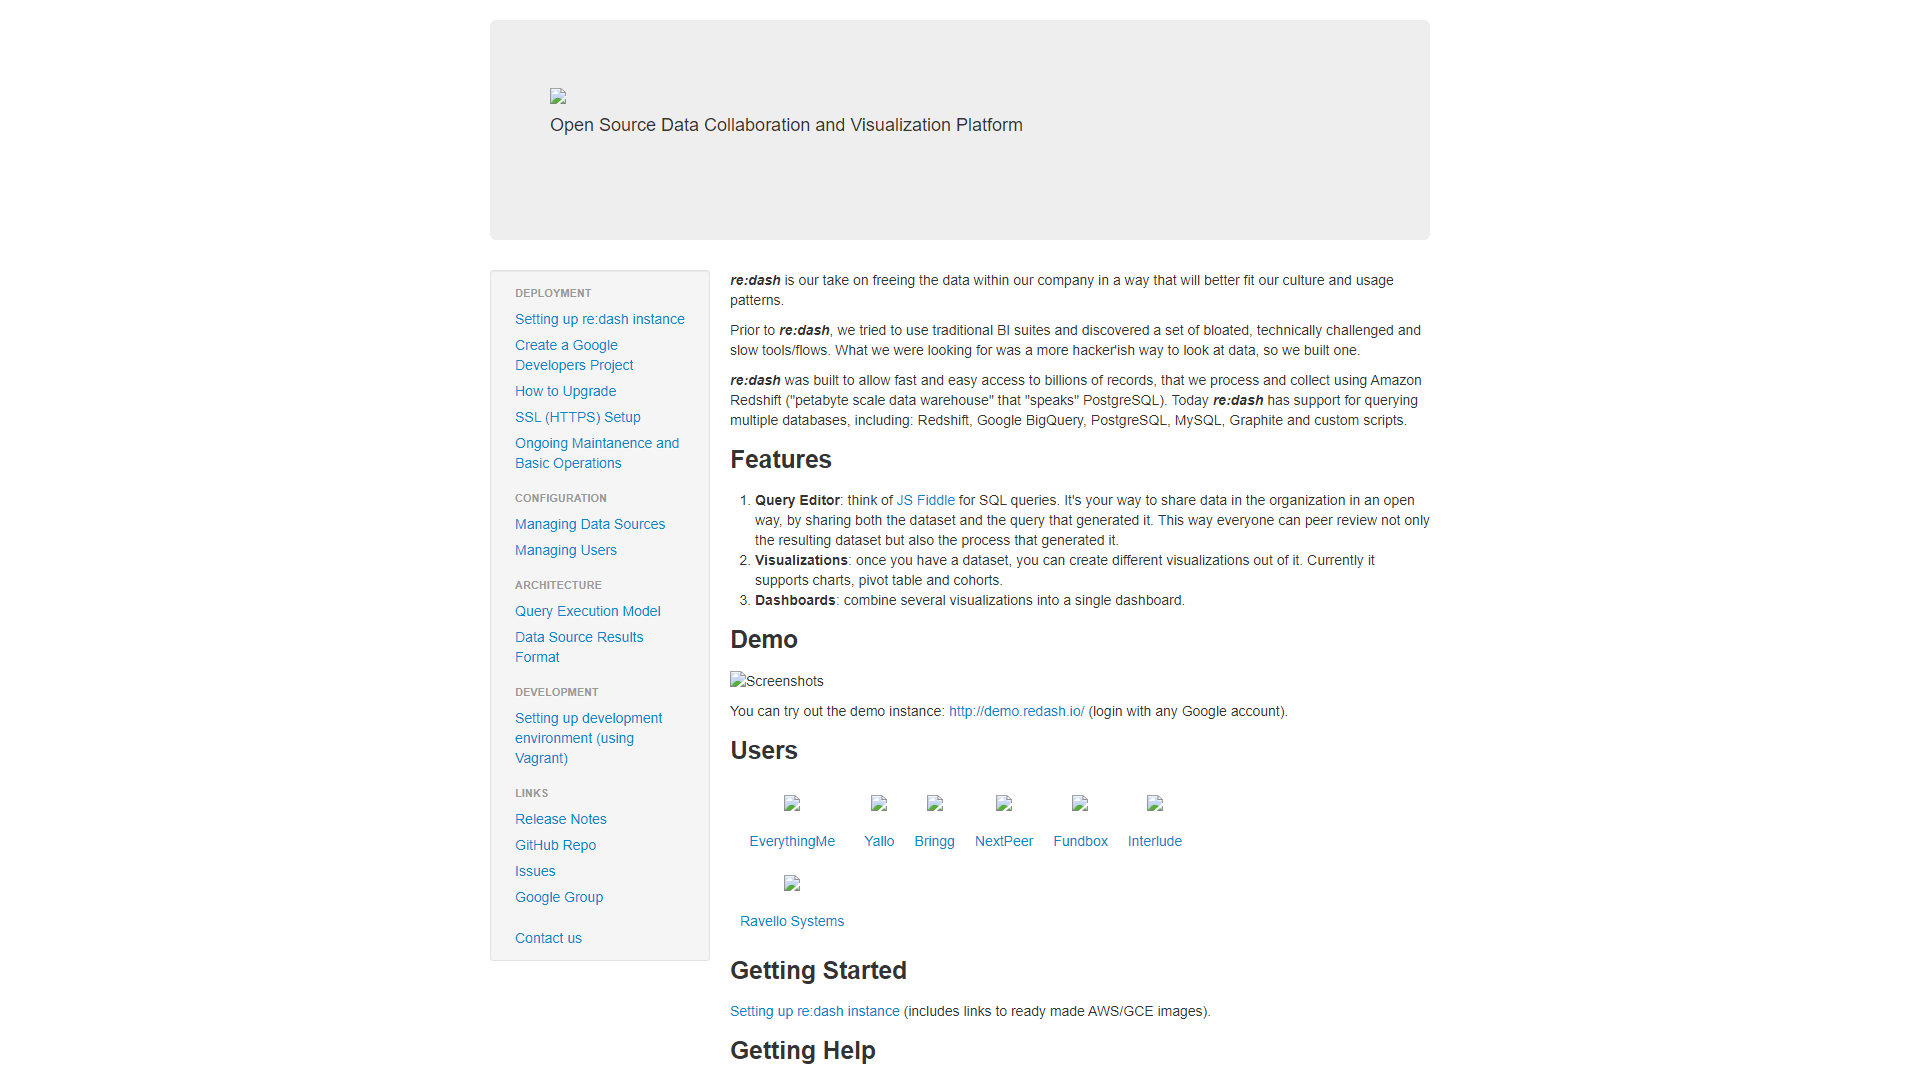 Open Source Data Collaboration and Visualization Platform
DEPLOYMENT
Setting up re:dash instance
Create a Google
Developers Project
How to Upgrade
SSL (HTTPS) Setup
Ongoing Maintanence and
Basic Operations
CONFIGURATION
Managing Data Sources
Managing Users
ARCHITECTURE
Query Execution Model
Data Source Results
Format
DEVELOPMENT
Setting up development
environment (using
Vagrant)
LINKS
Release Notes
GitHub Repo
Issues
Google Group
Contact us
re:dash is our take on freeing the data within our company in a way that will better fit our culture and usage
patterns.
Prior to re:dash, we tried to use traditional BI suites and discovered a set of bloated, technically challenged and
slow tools/flows. What we were looking for was a more hacker'ish way to look at data, so we built one.
re:dash was built to allow fast and easy access to billions of records, that we process and collect using Amazon
Redshift ("petabyte scale data warehouse" that "speaks" PostgreSQL). Today re:dash has support for querying
multiple databases, including: Redshift, Google BigQuery, PostgreSQL, MySQL, Graphite and custom scripts.
Features
1. Query Editor: think of JS Fiddle for SQL queries. It's your way to share data in the organization in an open
way, by sharing both the dataset and the query that generated it. This way everyone can peer review not only
the resulting dataset but also the process that generated it.
2. Visualizations: once you have a dataset, you can create different visualizations out of it. Currently it
supports charts, pivot table and cohorts.
3. Dashboards: combine several visualizations into a single dashboard.
Demo
Screenshots
You can try out the demo instance: http://demo.redash.io/ (login with any Google account).
Users
EverythingMe Yallo Bringg NextPeer Fundbox Interlude
Ravello Systems
Getting Started
Setting up re:dash instance (includes links to ready made AWS/GCE images).
Getting Help